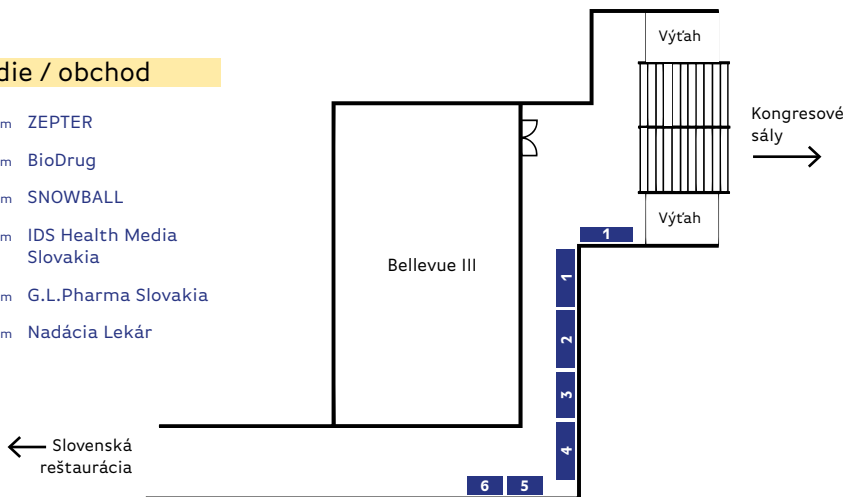 die / obchod
m ZEPTER
m BioDrug
m SNOWBALL
m IDS Health Media
Slovakia
m G.L.Pharma Slovakia
m Nadácia Lekár
Výťah
Kongresové
sály
Výťah
1
Bellevue III
1
2
3
4
Slovenská
reštaurácia
6 5